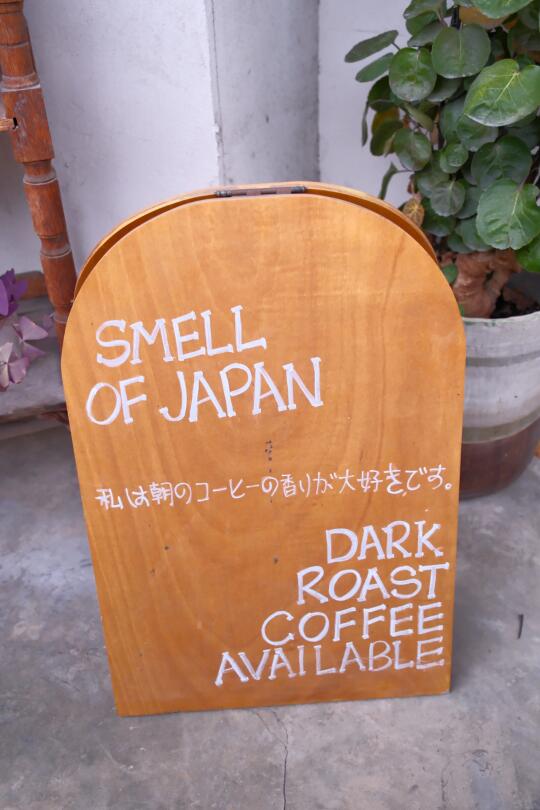 SMELL
OF JAPAN
私は朝のコーヒーの香りが大好きです。
DARK
ROAST
COFFEE
AVAILABLE